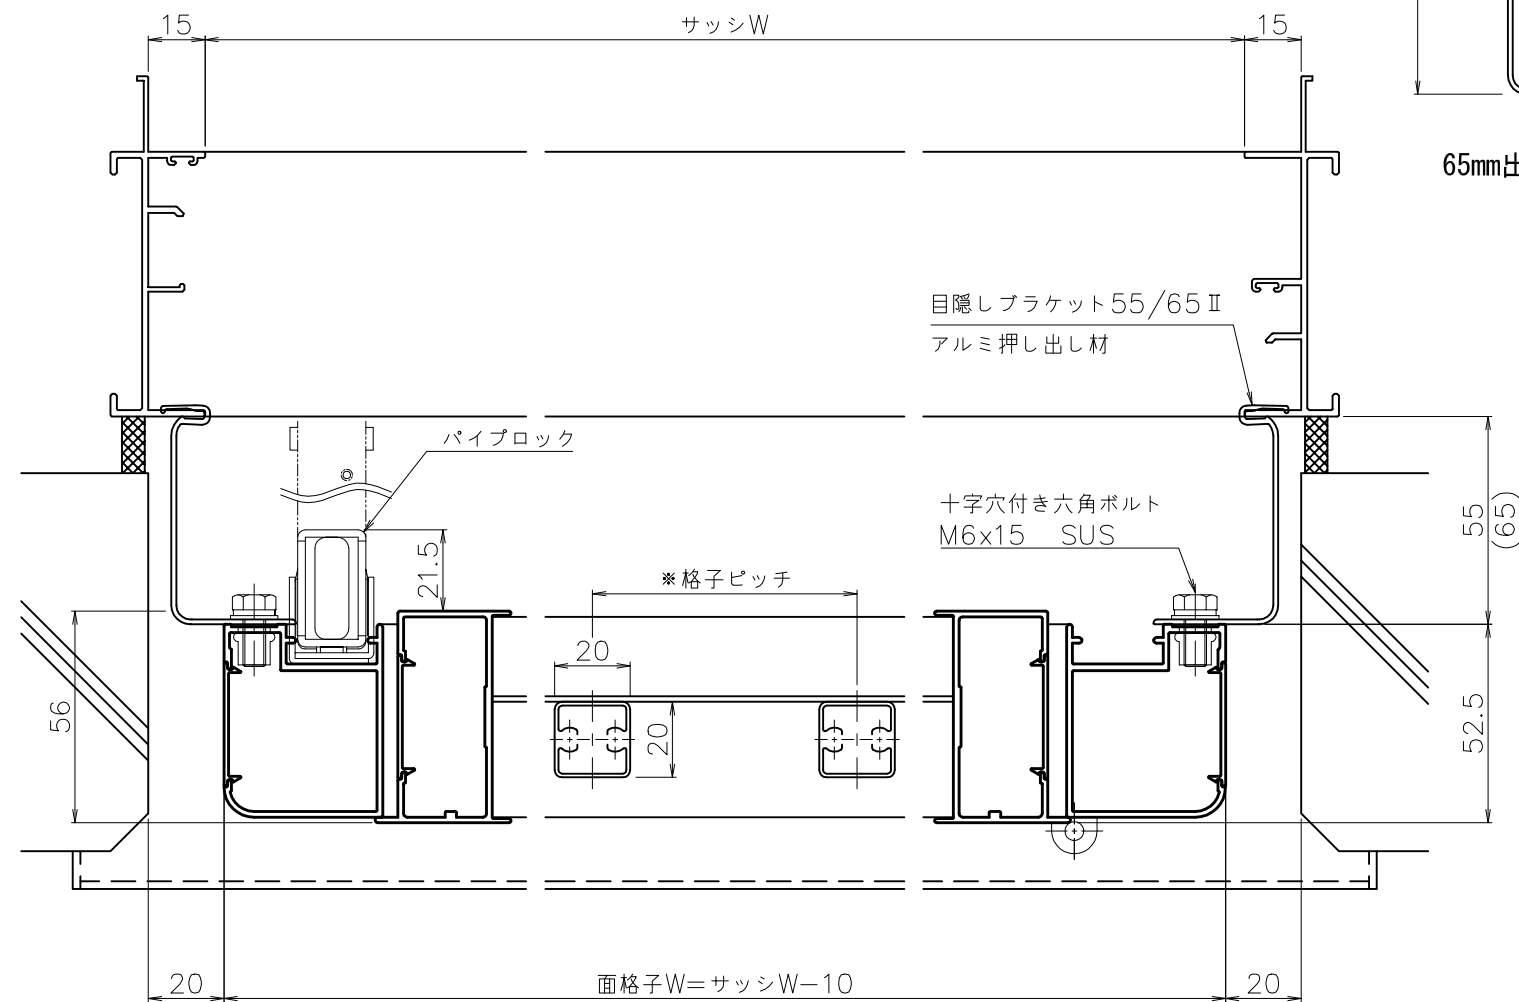 15
サッシW
15
65mm出
目隠しブラケット55/65Ⅱ
アルミ押し出し材
パイプロック
十字穴付き六角ボルト
M6x15 SUS
55
(65)
21.5
※格子ピッチ
20
20
56
52.5
20
面格子W=サッシW-10
20